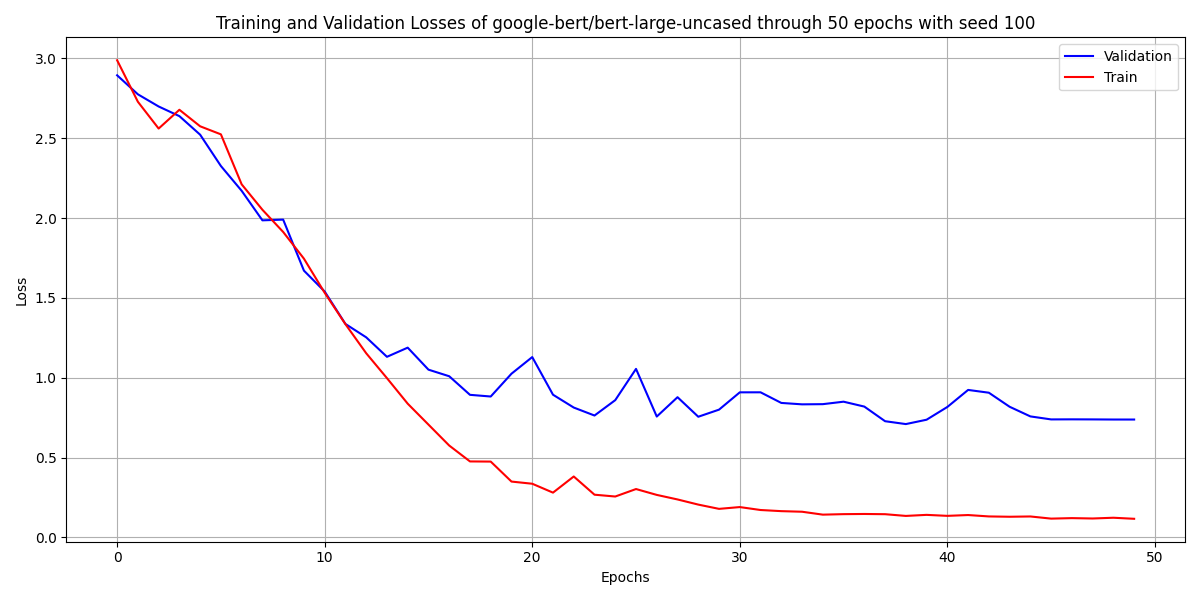 Training and Validation Losses of google-bert/bert-large-uncased through 50 epochs with seed 100
Validation
Train
3.0
2.5
2.0
1.5
1.0
0.5
0.0
Loss
0
10
20
30
40
50
Epochs